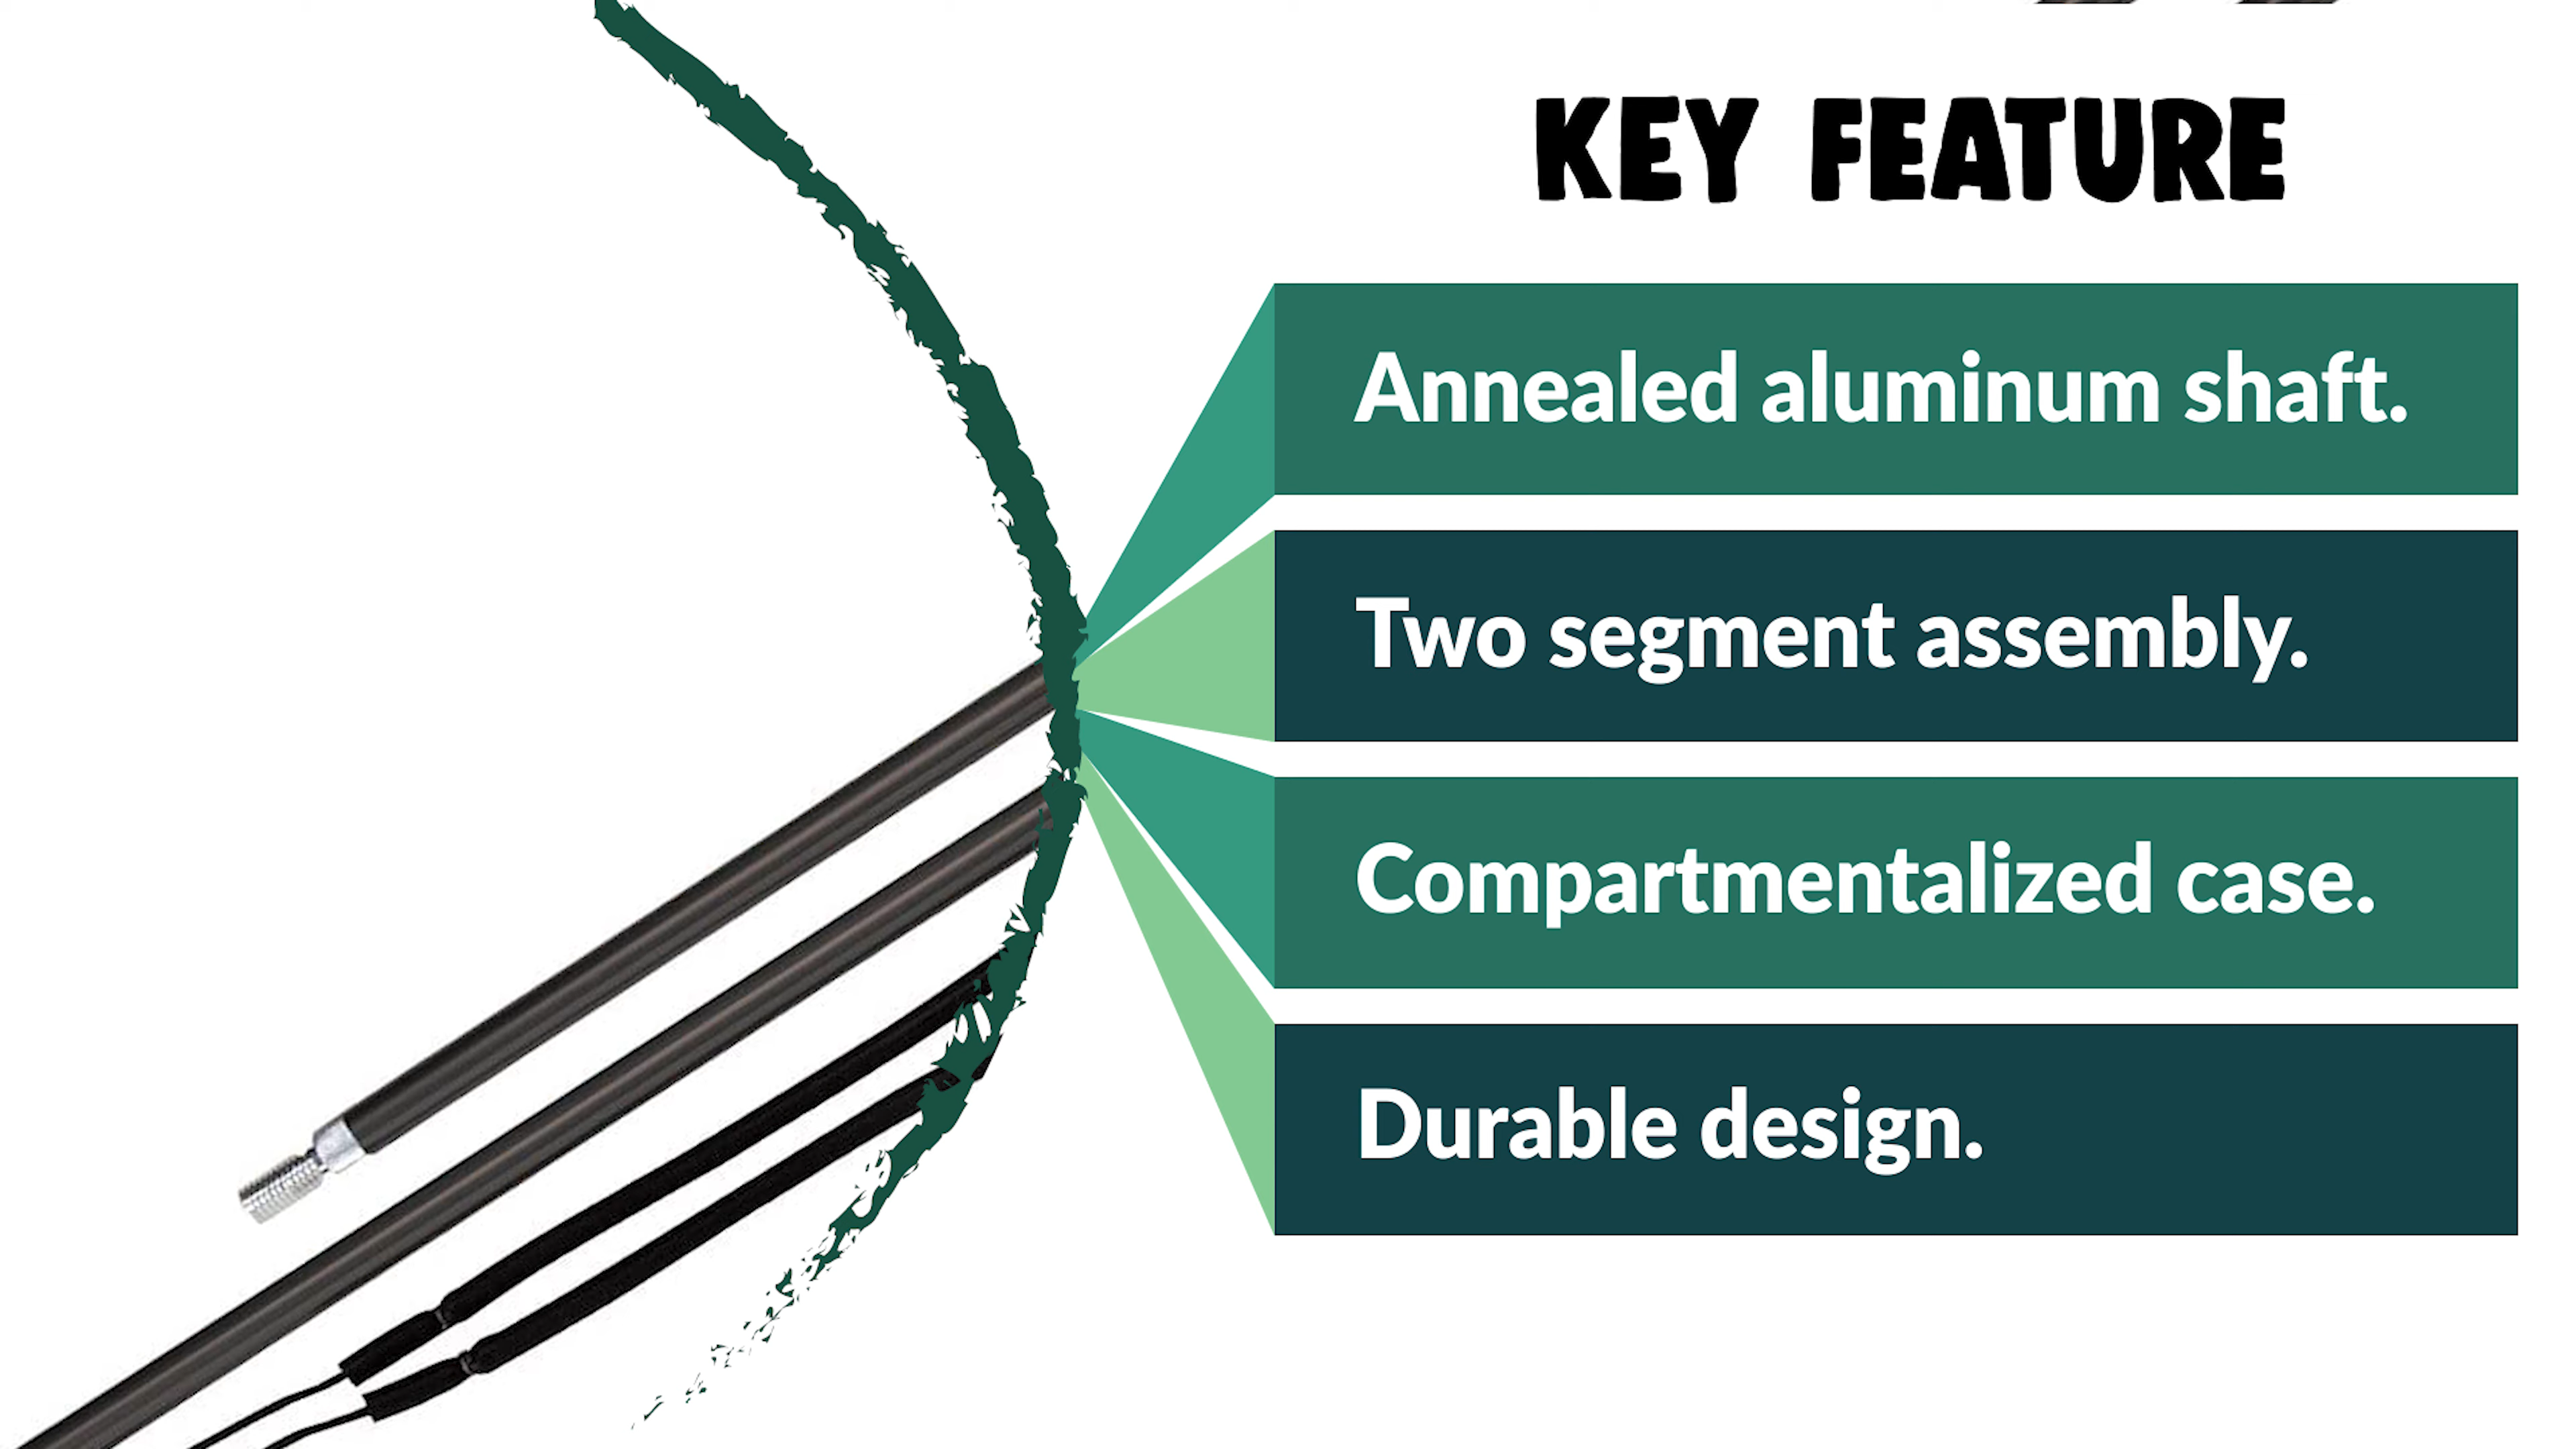 KEY FEATURE
Annealed aluminum shaft.
Two segment assembly.
Compartmentalized case.
Durable design.